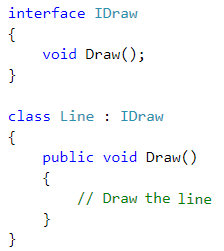 interface IDraw
{
    void Draw();
}

class Line : IDraw
{
    public void Draw()
    {
        // Draw the line
    }
}